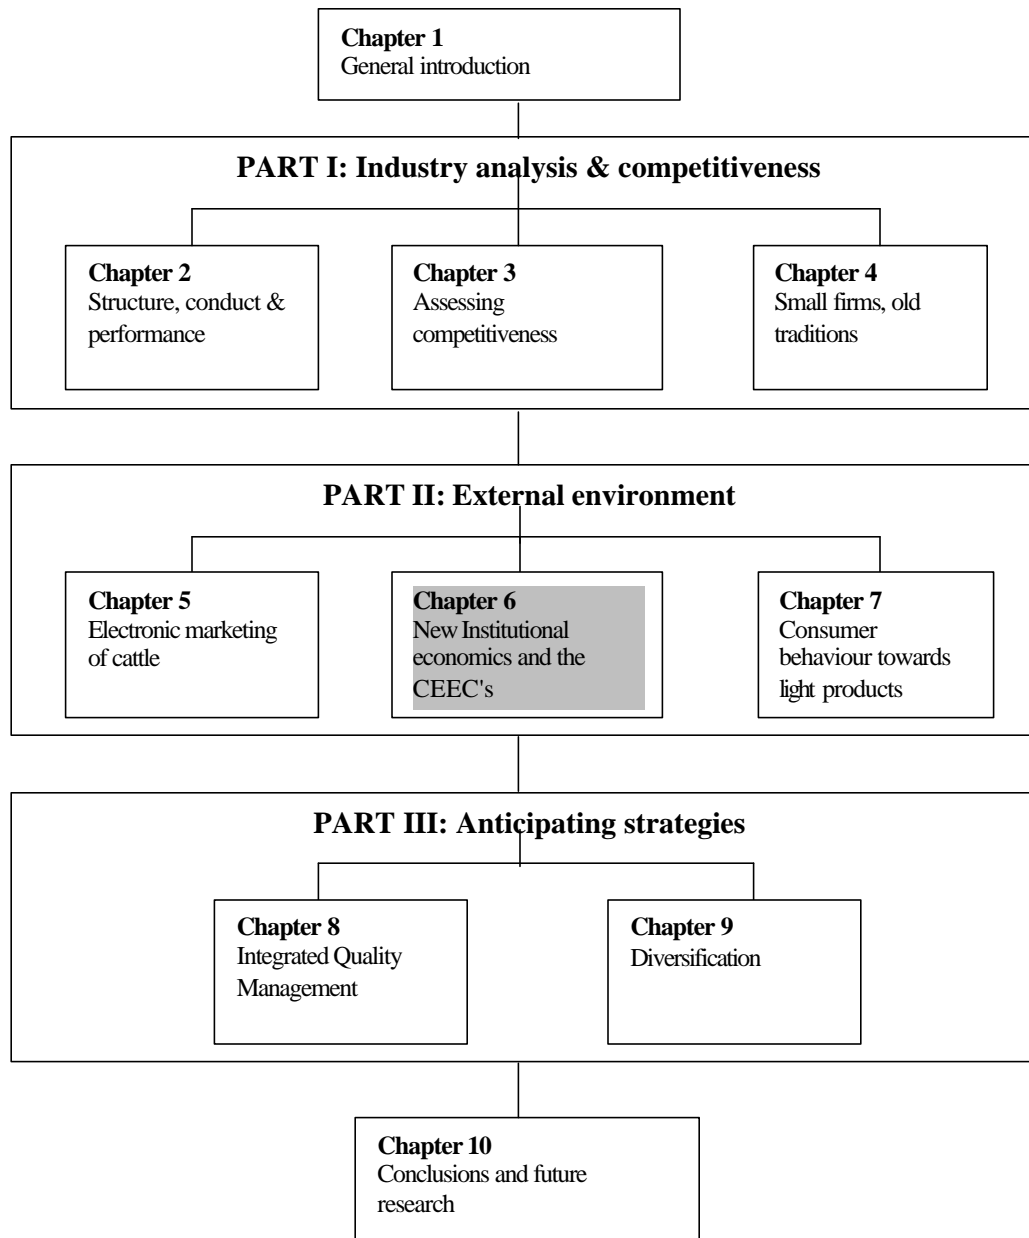 Chapter 1
General introduction
PART I: Industry analysis & competitiveness
Chapter 2
Structure, conduct &
performance
Chapter 3
Assessing
competitiveness
Chapter 4
Small firms, old
traditions
PART II: External environment
Chapter 5
Electronic marketing
of cattle
Chapter 6
New Institutional
economics and the
CEEC's
Chapter 7
Consumer
behaviour towards
light products
PART III: Anticipating strategies
Chapter 8
Integrated Quality
Management
Chapter 9
Diversification
Chapter 10
Conclusions and future
research